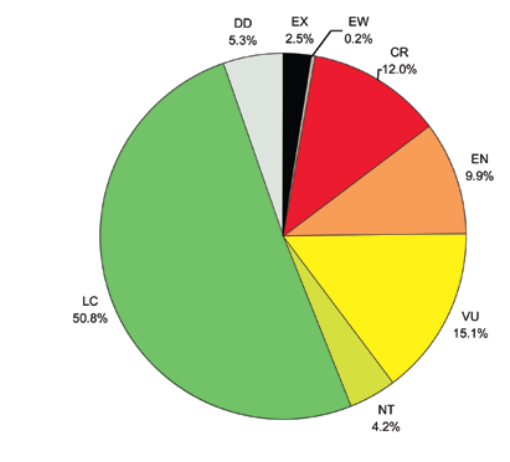 DD
5.3%
EX
2.5%
EW
0.2%
CR
12.0%
EN
9.9%
VU
15.1%
NT
4.2%
LC
50.8%